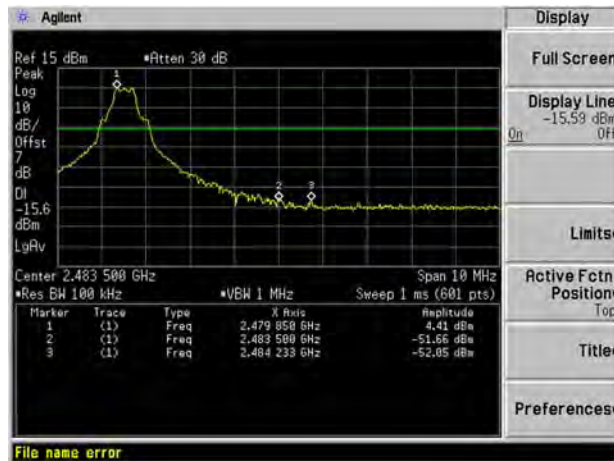 Agilent
Display
Ref 15 dBm
*Atten 30 dB
Peak
Log
10
dB/
Offst
7
dB
DI
-15.6
dBm
LgAv
1
2
3
Center 2.483 500 GHz
Span 10 MHz
*Res BW 100 kHz
*VBW 1 MHz
Sweep 1 ms (601 pts)
Marker Trace Type X Axis Amplitude
1 (1) Freq 2.479 850 GHz 4.41 dBm
2 (1) Freq 2.483 500 GHz -51.66 dBm
3 (1) Freq 2.484 233 GHz -52.05 dBm
File name error
Full Screen
Display Line
-15.59 dBm
On Off
Limits
Active Fctn
Position
Top
Title
Preferences